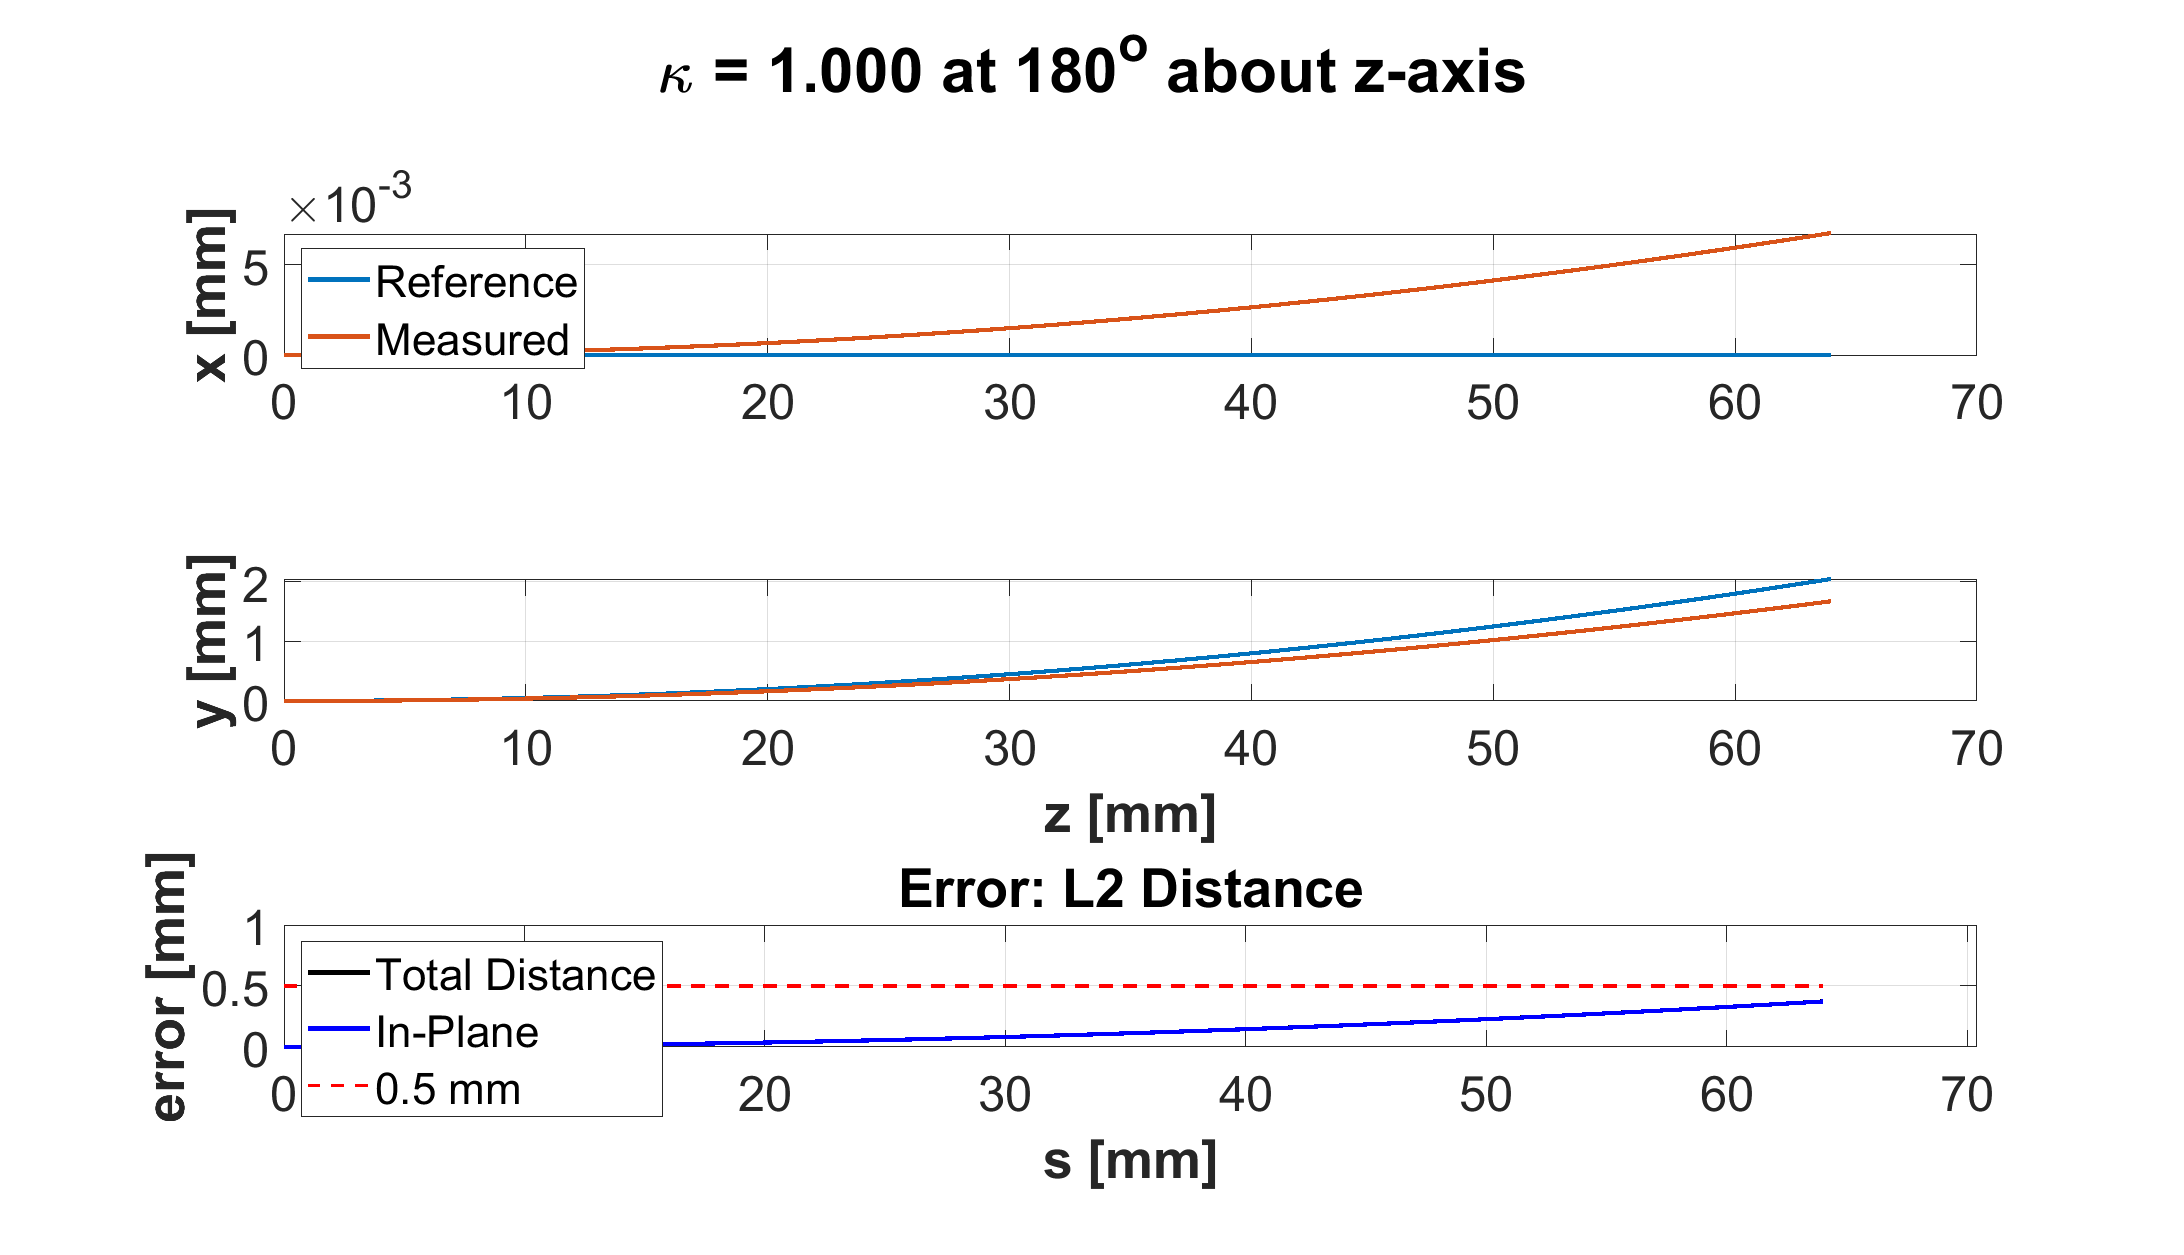 κ = 1.000 at 180° about z-axis
×10-3
x [mm]
5
0
Reference
Measured
0 10 20 30 40 50 60 70
y [mm]
2
1
0
0 10 20 30 40 50 60 70
z [mm]
Error: L2 Distance
error [mm]
1
0.5
0
Total Distance
In-Plane
0.5 mm
0 20 30 40 50 60 70
s [mm]